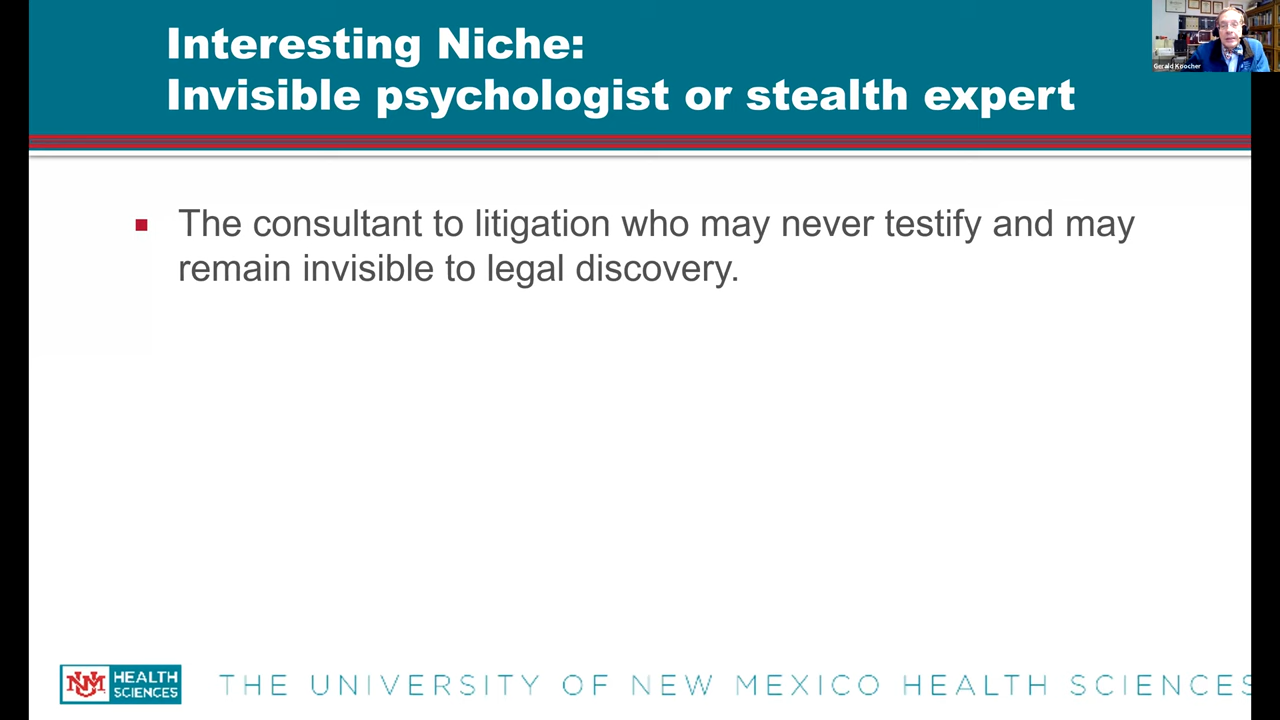 Interesting Niche:
Invisible psychologist or stealth expert
Gerald Koocher
▪ The consultant to litigation who may never testify and may
remain invisible to legal discovery.
UNM HEALTH
SCIENCES
THE UNIVERSITY OF NEW MEXICO HEALTH SCIENCES